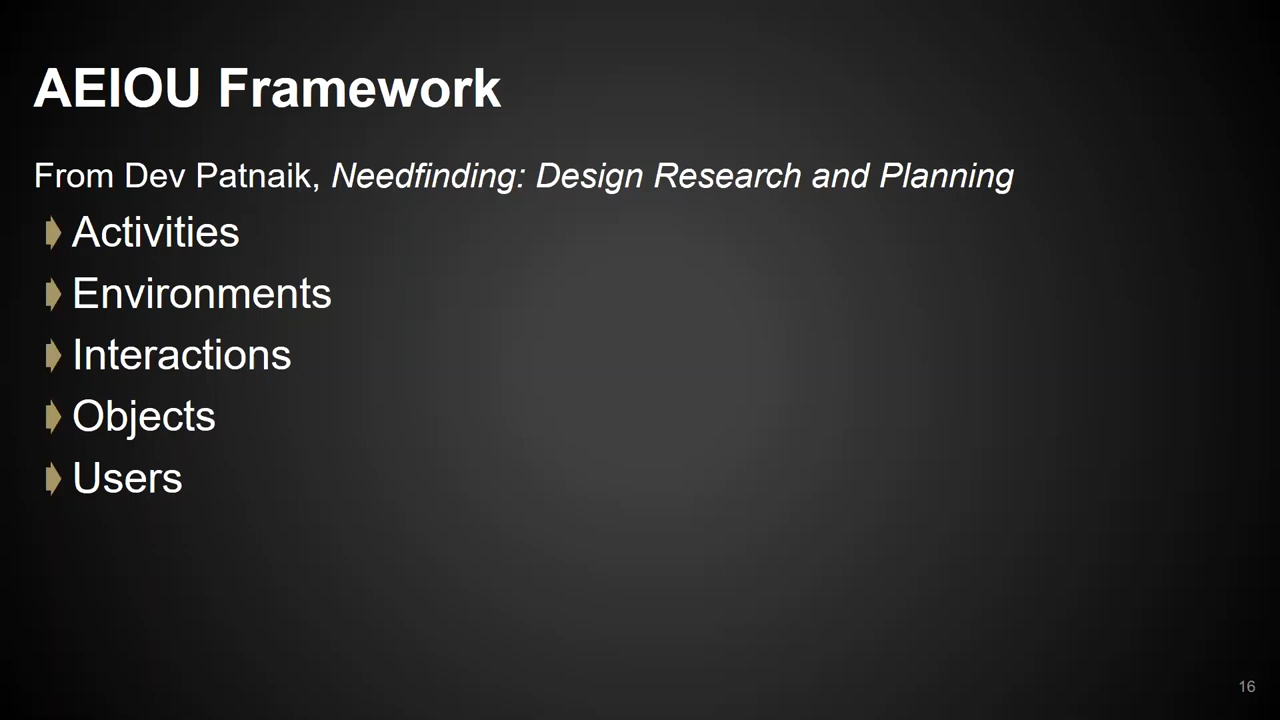 AEIOU Framework
From Dev Patnaik, Needfinding: Design Research and Planning
Activities
Environments
Interactions
Objects
Users
16